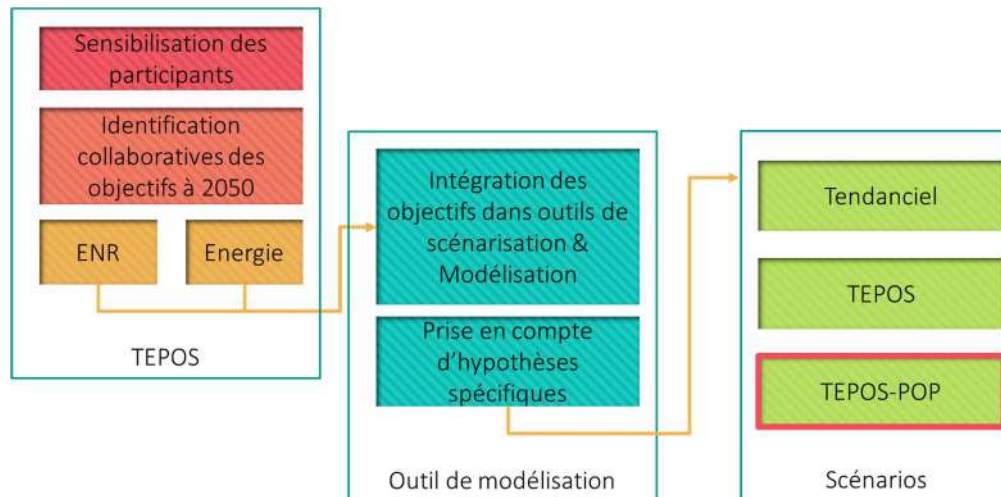 Sensibilisation des
participants
Identification
collaboratives des
objectifs à 2050
ENR
Energie
TEPOS
Intégration des
objectifs dans outils de
scénarisation &
Modélisation
Prise en compte
d'hypothèses
spécifiques
Outil de modélisation
Tendanciel
TEPOS
TEPOS-POP
Scénarios